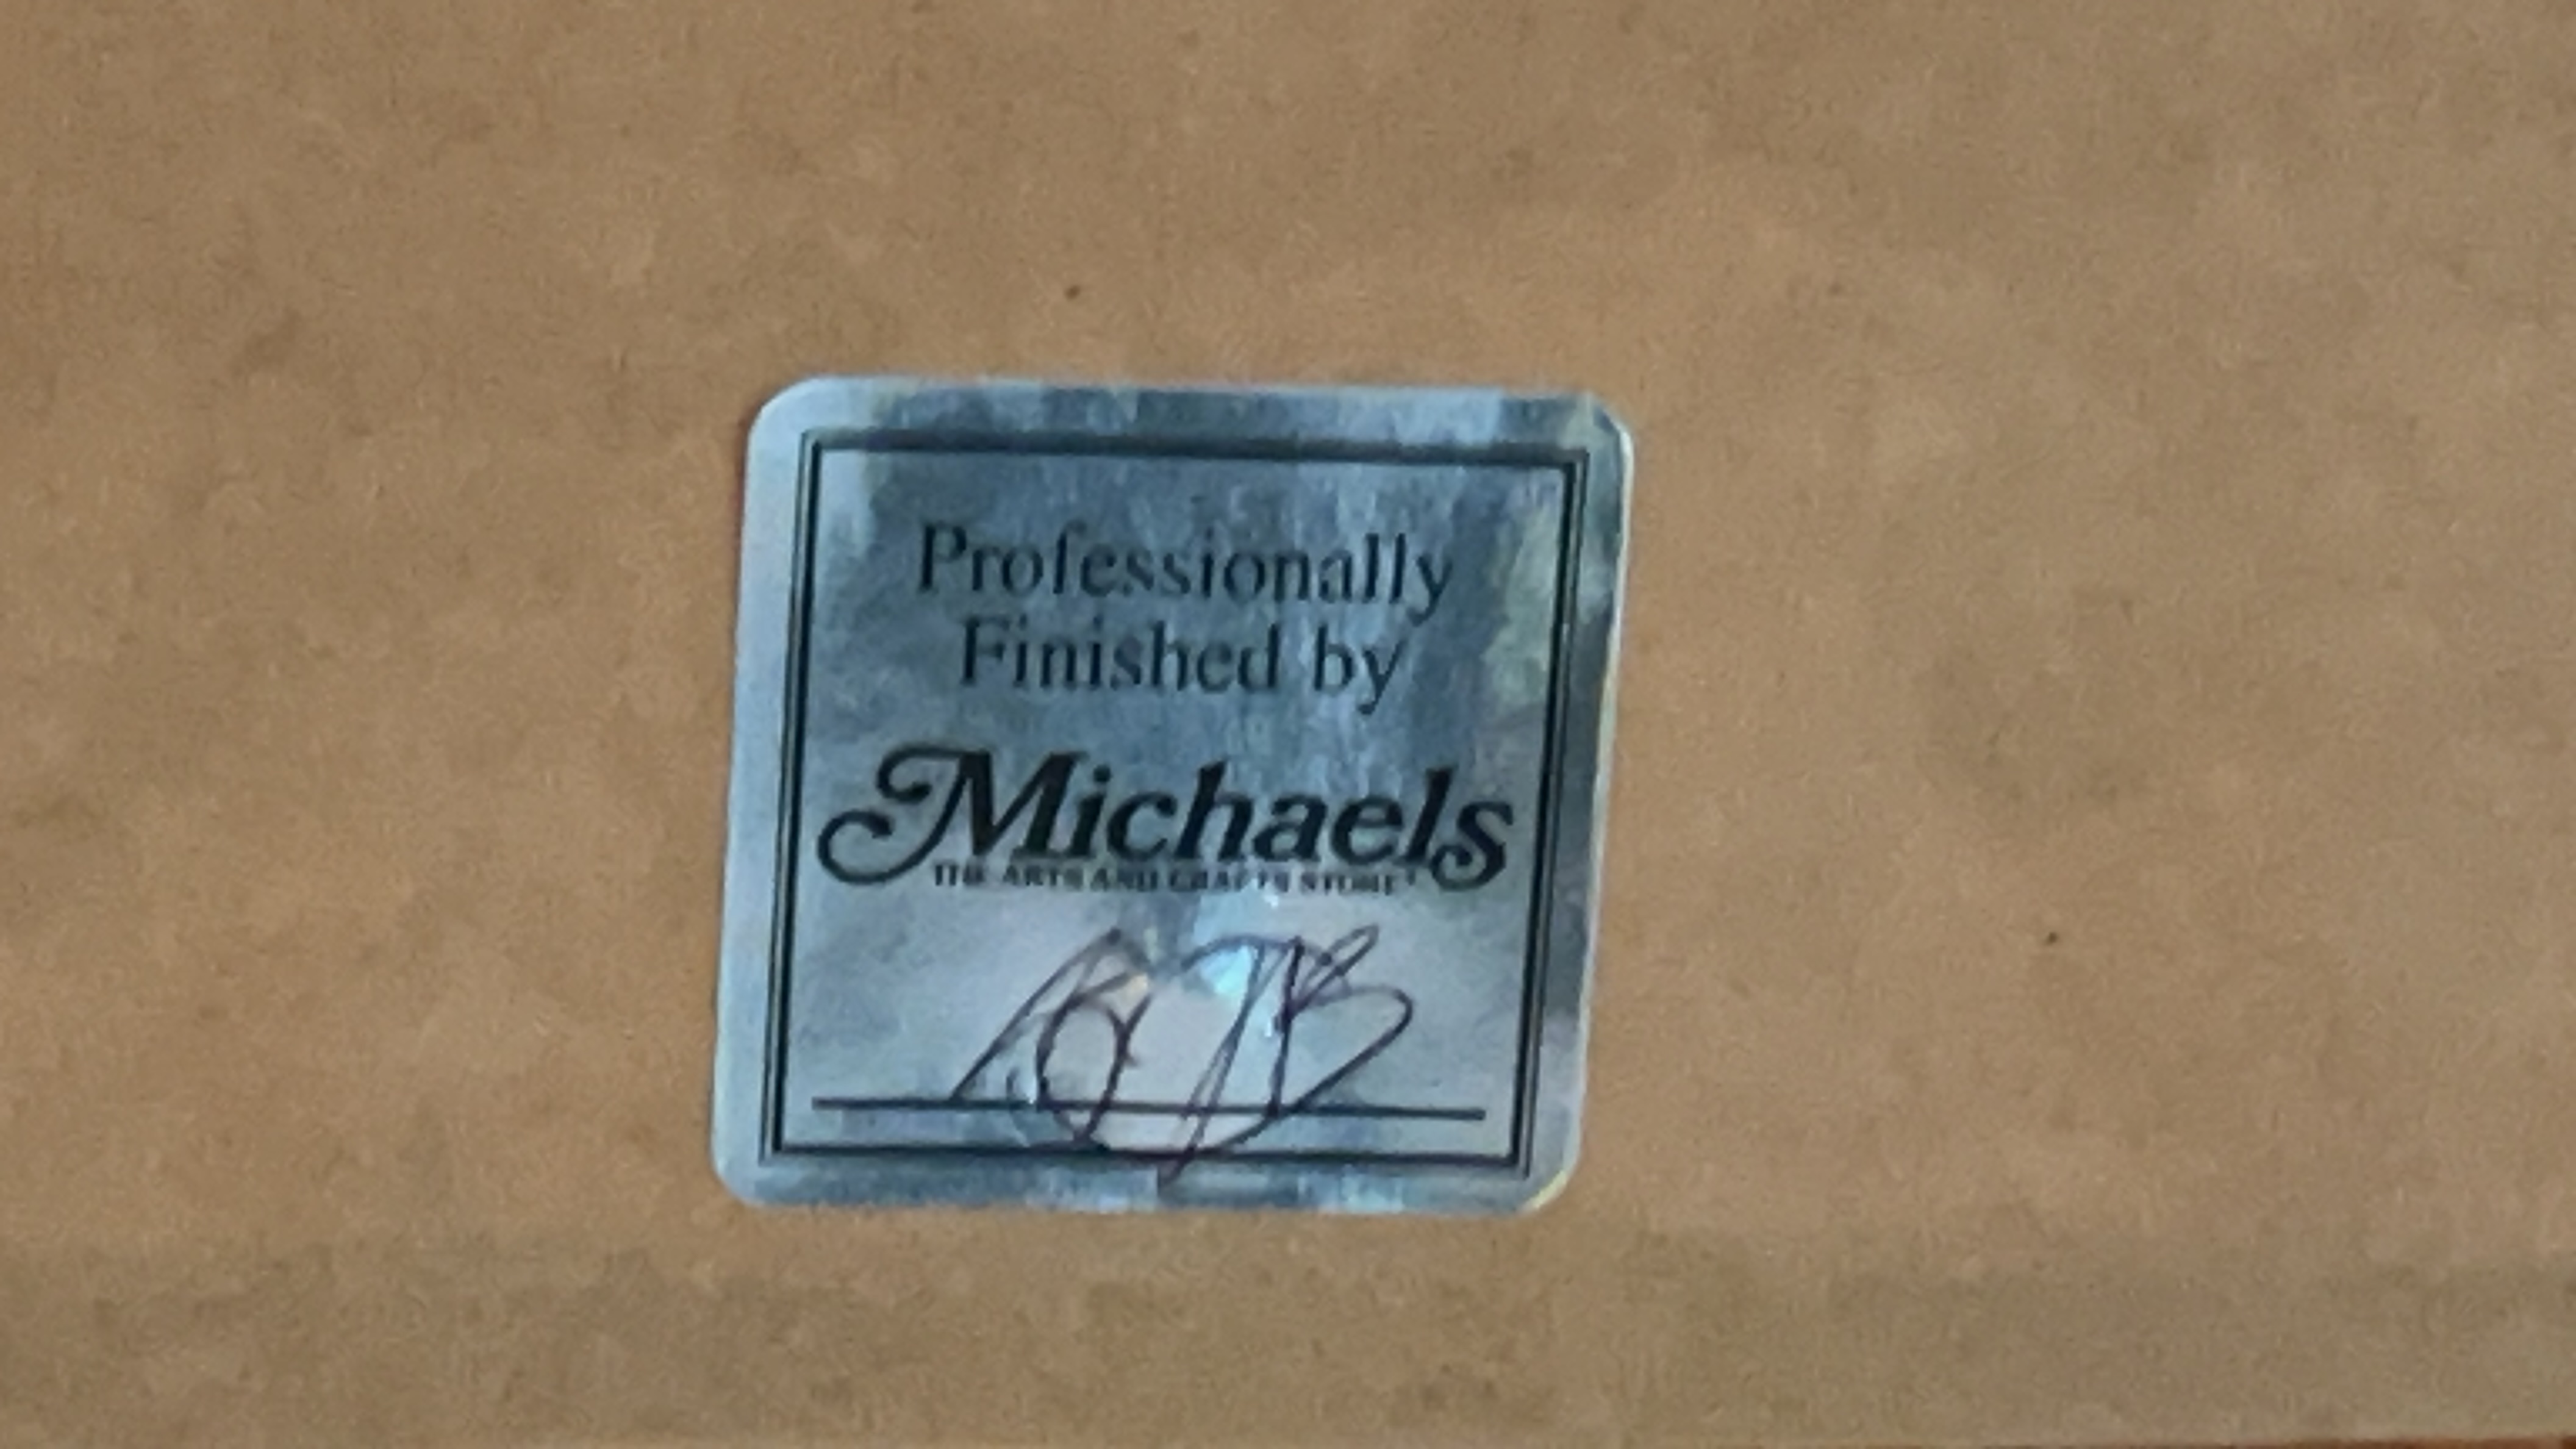 Professionally
Finished by
Michaels
THE ARTS AND CRAFTS STORE